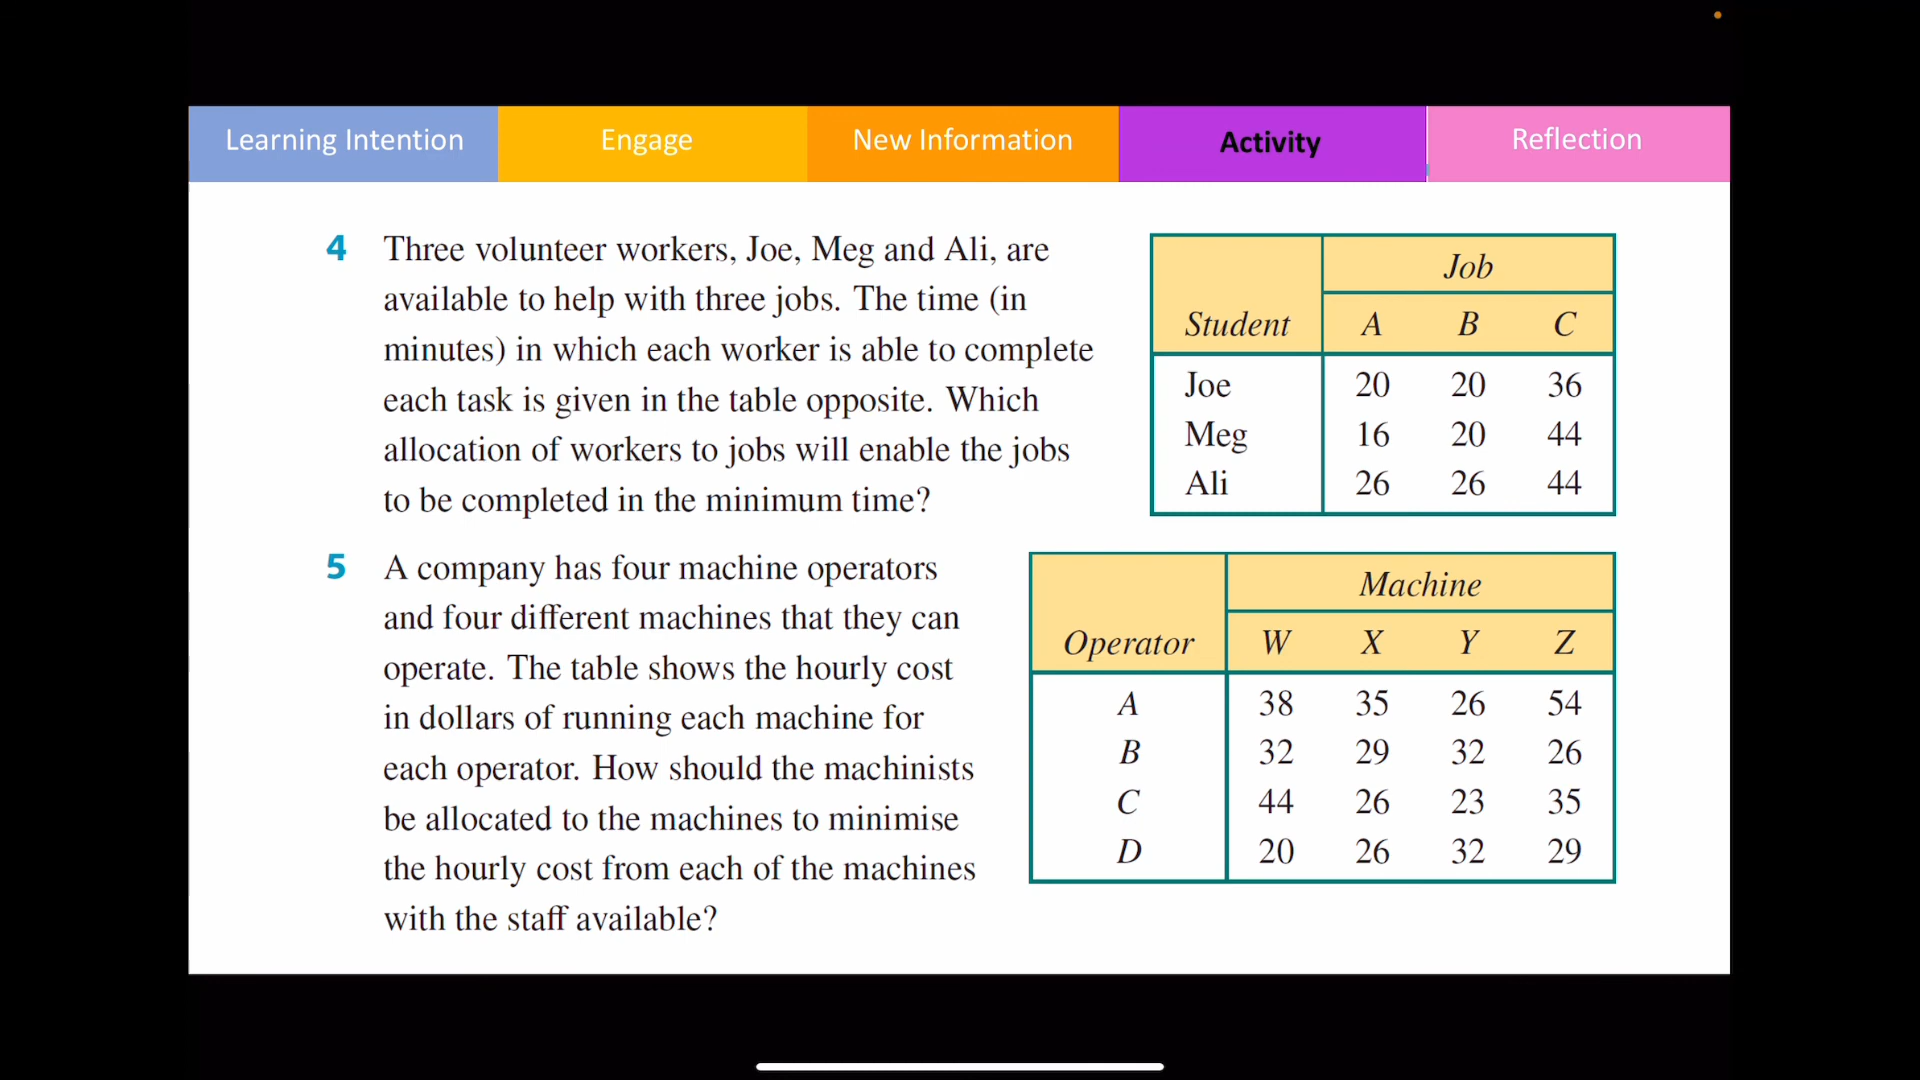 Learning Intention Engage New Information Activity Reflection
4 Three volunteer workers, Joe, Meg and Ali, are
available to help with three jobs. The time (in
minutes) in which each worker is able to complete
each task is given in the table opposite. Which
allocation of workers to jobs will enable the jobs
to be completed in the minimum time?
Job
Student A B C
Joe 20 20 36
Meg 16 20 44
Ali 26 26 44
5 A company has four machine operators
and four different machines that they can
operate. The table shows the hourly cost
in dollars of running each machine for
each operator. How should the machinists
be allocated to the machines to minimise
the hourly cost from each of the machines
with the staff available?
Machine
Operator W X Y Z
A 38 35 26 54
B 32 29 32 26
C 44 26 23 35
D 20 26 32 29